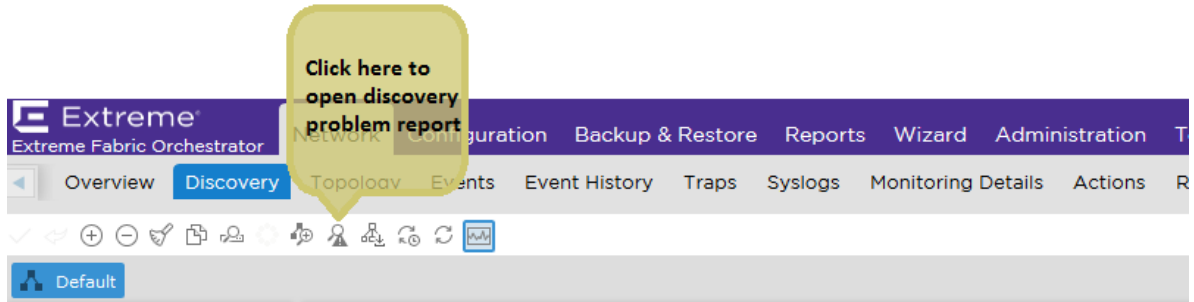 Click here to
open discovery
problem report
Extreme
Extreme Fabric Orchestrator
Network Configuration Backup & Restore Reports Wizard Administration
Overview Discovery Topology Events Event History Traps Syslogs Monitoring Details Actions
Default